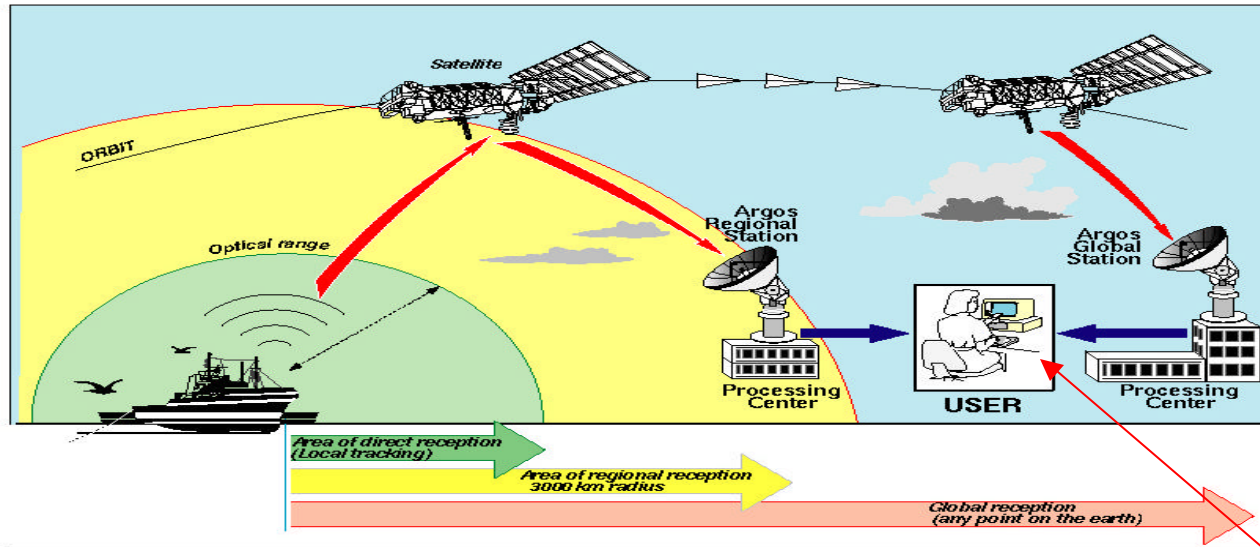 Satellite
ORBIT
Optical range
Argos
Regional
Station
Argos
Global
Station
Processing
Center
USER
Processing
Center
Area of direct reception
(Local tracking)
Area of regional reception
3000 km radius
Global reception
(any point on the earth)